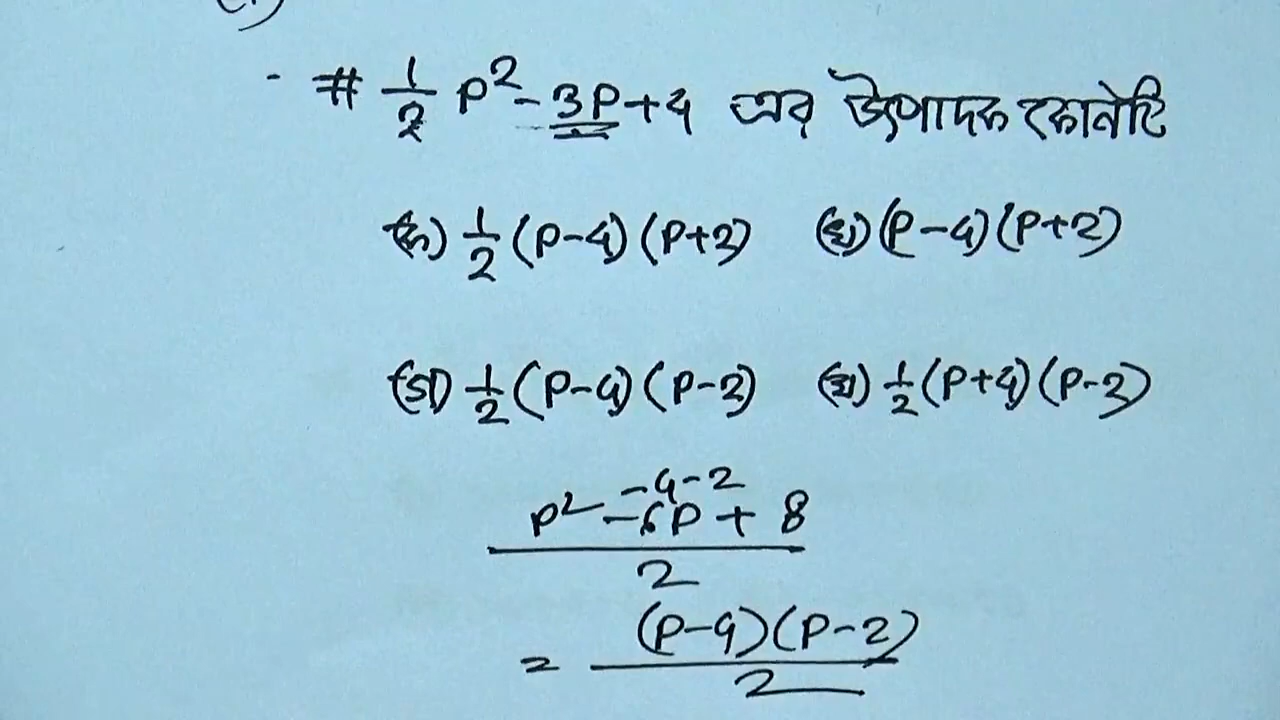 # 1/2 p² - 3p + 4 এর উৎপাদক কোনটি
(ক) 1/2 (p-4)(p+2) (খ) (p-4)(p+2)
(গ) 1/2 (p-4)(p-2) (ঘ) 1/2 (p+4)(p-2)
-4-2
p² - 6p + 8
2
= (p-4)(p-2)
2